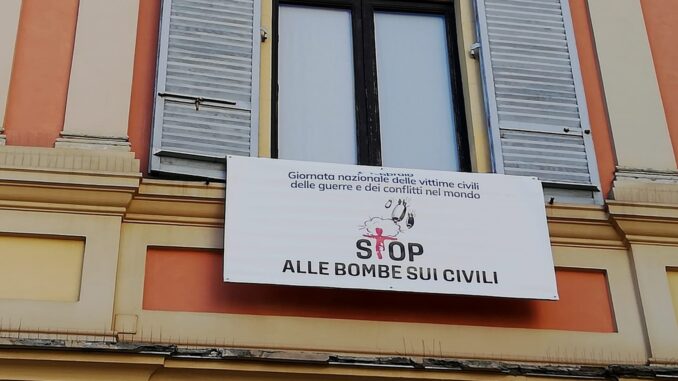 Giornata nazionale delle vittime civili
delle guerre e dei conflitti nel mondo
STOP
ALLE BOMBE SUI CIVILI